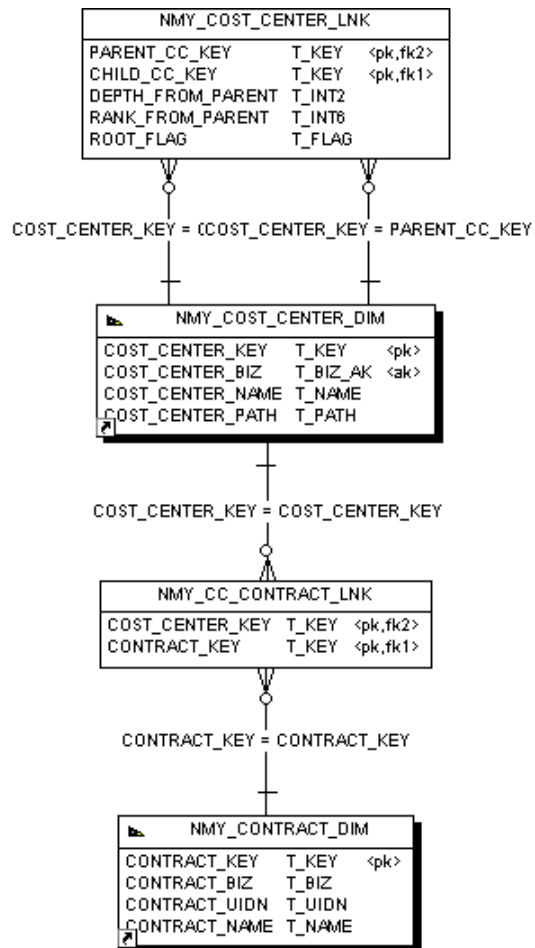 NMY_COST_CENTER_LNK
PARENT_CC_KEY T_KEY <pk,fk2>
CHILD_CC_KEY T_KEY <pk,fk1>
DEPTH_FROM_PARENT T_INT2
RANK_FROM_PARENT T_INT6
ROOT_FLAG T_FLAG
COST_CENTER_KEY = (COST_CENTER_KEY = PARENT_CC_KEY
NMY_COST_CENTER_DIM
COST_CENTER_KEY T_KEY <pk>
COST_CENTER_BIZ T_BIZ_AK <ak>
COST_CENTER_NAME T_NAME
COST_CENTER_PATH T_PATH
COST_CENTER_KEY = COST_CENTER_KEY
NMY_CC_CONTRACT_LNK
COST_CENTER_KEY T_KEY <pk,fk2>
CONTRACT_KEY T_KEY <pk,fk1>
CONTRACT_KEY = CONTRACT_KEY
NMY_CONTRACT_DIM
CONTRACT_KEY T_KEY <pk>
CONTRACT_BIZ T_BIZ
CONTRACT_UIDN T_UIDN
CONTRACT_NAME T_NAME